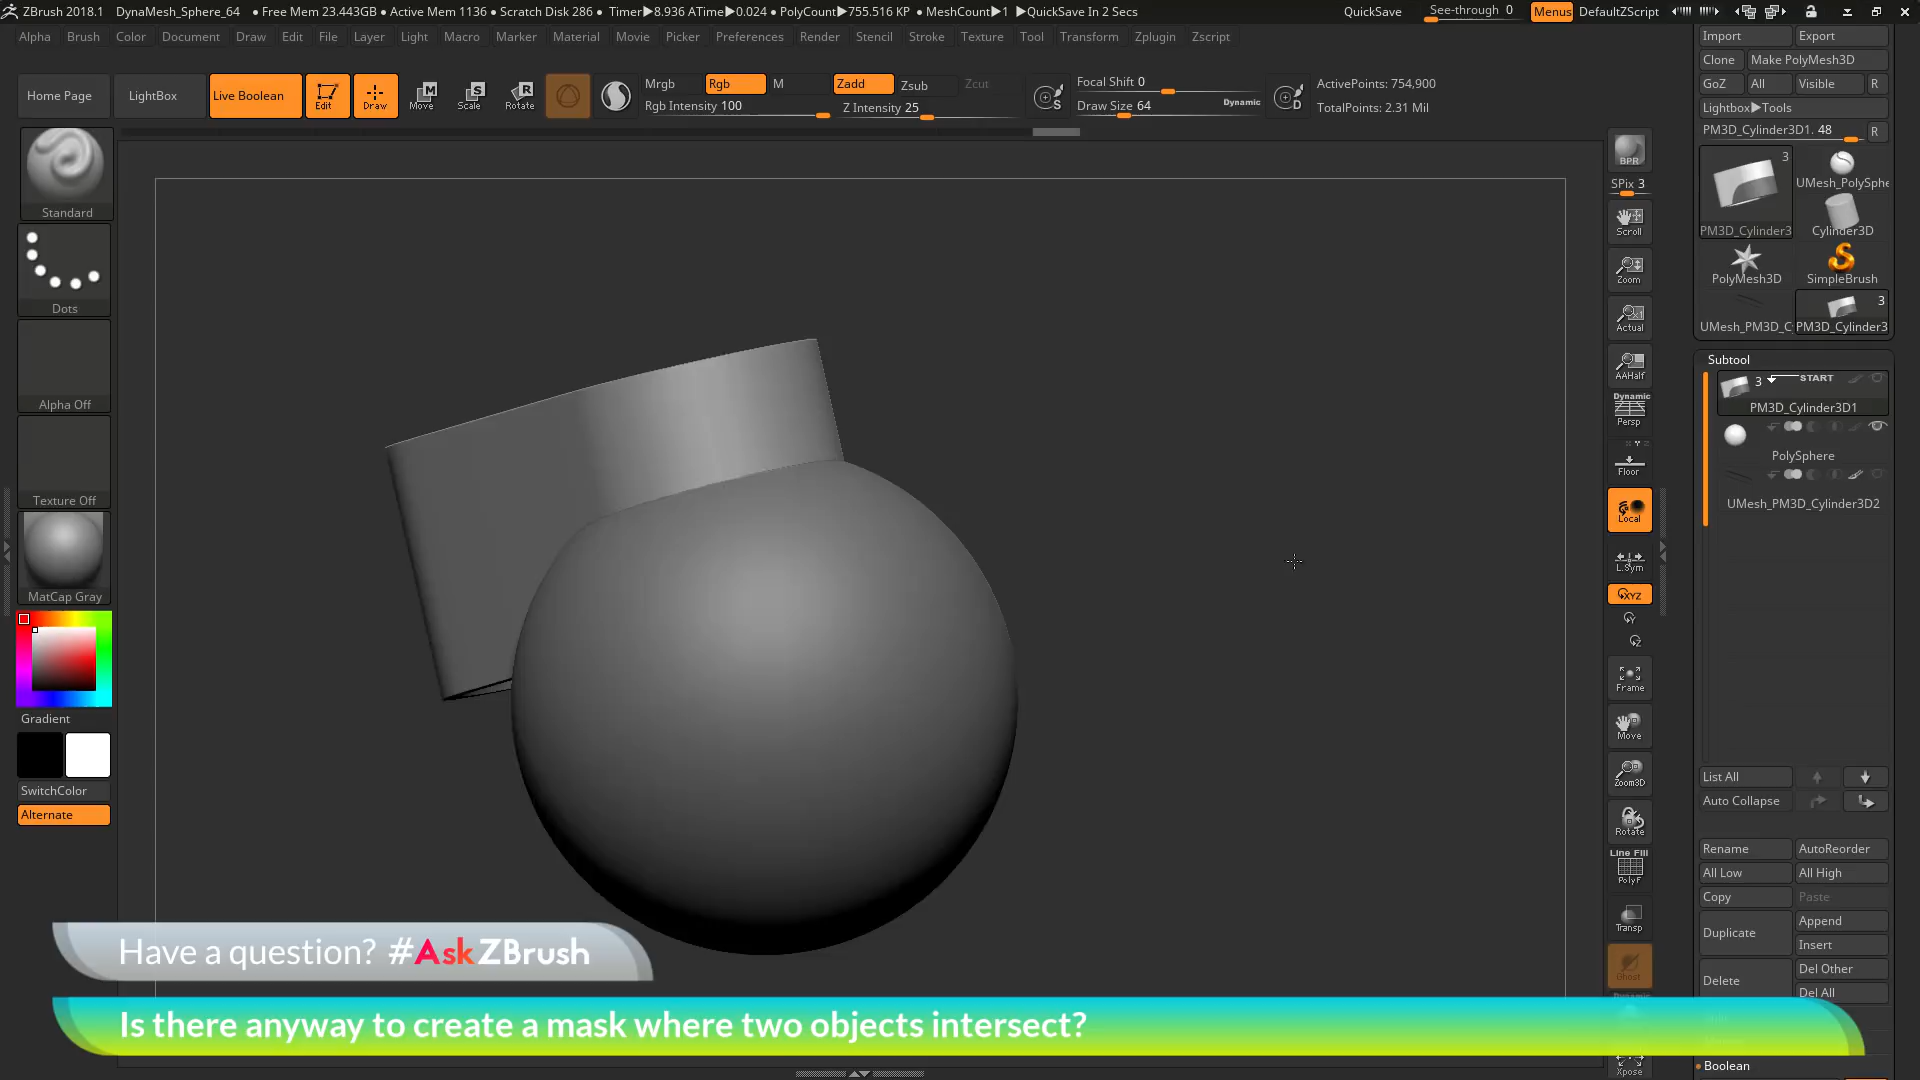 ZBrush 2018.1 DynaMesh_Sphere_64 • Free Mem 23.443GB • Active Mem 1136 • Scratch Disk 286 • Timer▶8.936 ATime▶0.024 • PolyCount▶755.516 KP • MeshCount▶1 ▶QuickSave In 2 Secs QuickSave See-through 0 Menus DefaultZScript
Alpha Brush Color Document Draw Edit File Layer Light Macro Marker Material Movie Picker Preferences Render Stencil Stroke Texture Tool Transform Zplugin Zscript
Home Page LightBox Live Boolean Edit Draw Move Scale Rotate
Mrgb Rgb M Zadd Zsub Zcut
Rgb Intensity 100 Z Intensity 25
Focal Shift 0
Draw Size 64 Dynamic
ActivePoints: 754,900
TotalPoints: 2.31 Mil
Standard
Dots
Alpha Off
Texture Off
MatCap Gray
Gradient
SwitchColor
Alternate
BPR
SPix 3
Scroll
Zoom
Actual
AAHalf
Dynamic
Persp
Floor
Local
L.Sym
XYZ
Y
Z
Frame
Move
Zoom3D
Rotate
Line Fill
PolyF
Transp
Ghost
Dynamic
Xpose
Import Export
Clone Make PolyMesh3D
GoZ All Visible R
Lightbox▶Tools
PM3D_Cylinder3D1. 48 R
3
PM3D_Cylinder3
UMesh_PolySphe
Cylinder3D
PolyMesh3D SimpleBrush
3
UMesh_PM3D_C PM3D_Cylinder3
Subtool
3 START
PM3D_Cylinder3D1
PolySphere
UMesh_PM3D_Cylinder3D2
List All
Auto Collapse
Rename AutoReorder
All Low All High
Copy Paste
Duplicate Append
Insert
Delete Del Other
Del All
Boolean
Have a question? #AskZBrush
Is there anyway to create a mask where two objects intersect?